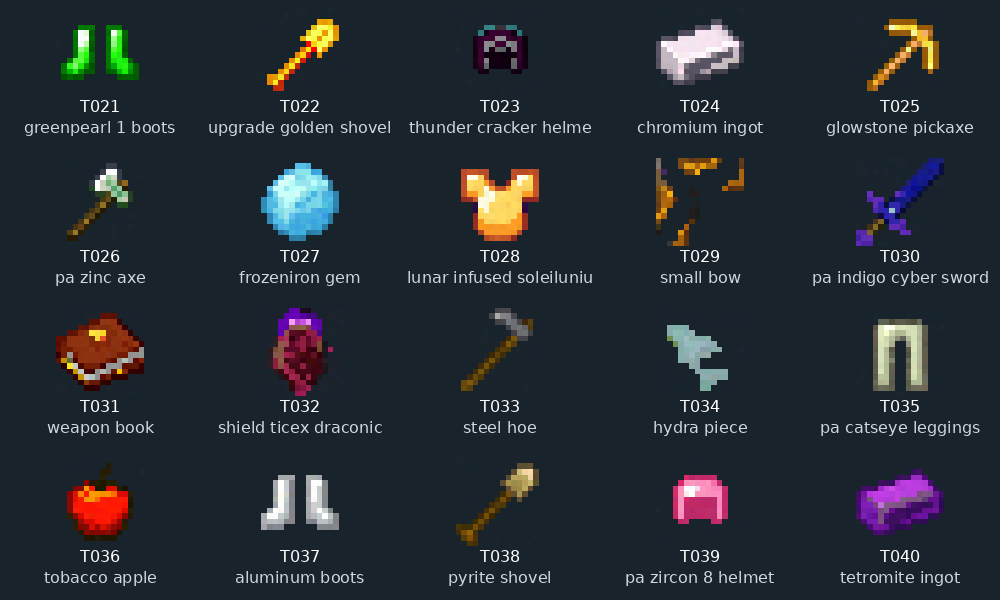 T021 T022 T023 T024 T025
greenpearl 1 boots upgrade golden shovel thunder cracker helme chromium ingot glowstone pickaxe
T026 T027 T028 T029 T030
pa zinc axe frozeniron gem lunar infused soleiluniu small bow pa indigo cyber sword
T031 T032 T033 T034 T035
weapon book shield ticex draconic steel hoe hydra piece pa catseye leggings
T036 T037 T038 T039 T040
tobacco apple aluminum boots pyrite shovel pa zircon 8 helmet tetromite ingot